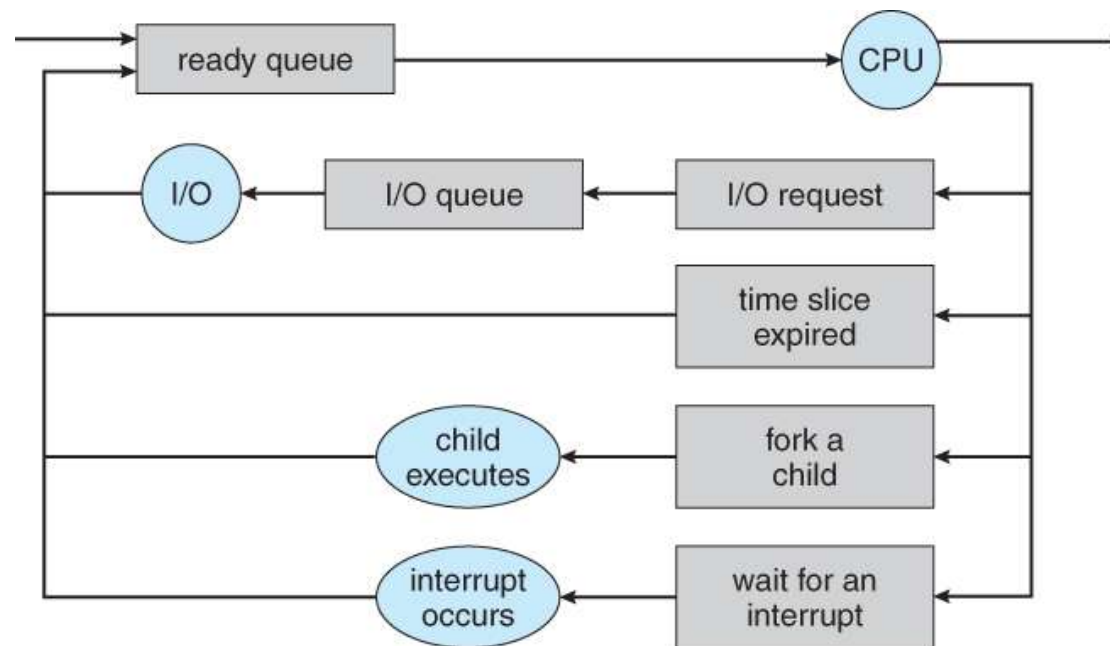 ready queue
CPU
I/O
I/O queue
I/O request
time slice
expired
child
executes
fork a
child
interrupt
occurs
wait for an
interrupt